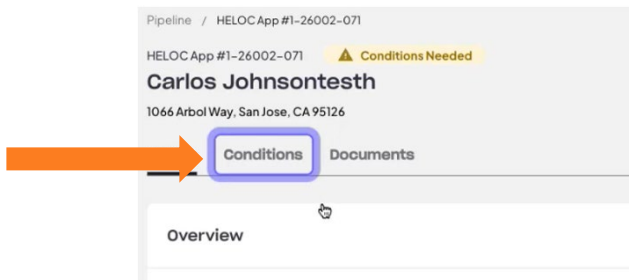 Pipeline / HELOC App #1-26002-071
HELOC App #1-26002-071 Conditions Needed
Carlos Johnsontesth
1066 Arbol Way, San Jose, CA 95126
Conditions Documents
Overview